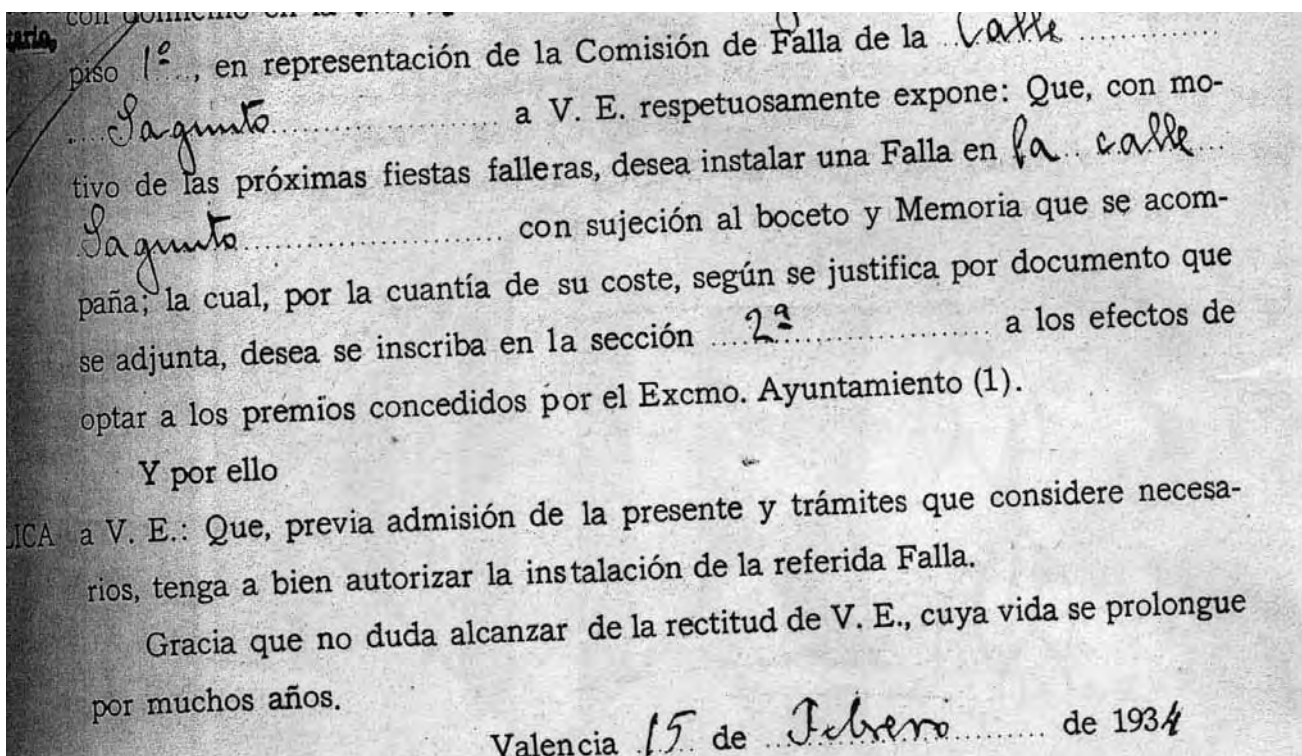 con domicilio en la
piso 1º, en representación de la Comisión de Falla de la Calle
Sagunto a V. E. respetuosamente expone: Que, con mo-
tivo de las próximas fiestas falleras, desea instalar una Falla en la calle
Sagunto con sujeción al boceto y Memoria que se acom-
paña; la cual, por la cuantía de su coste, según se justifica por documento que
se adjunta, desea se inscriba en la sección 2ª a los efectos de
optar a los premios concedidos por el Excmo. Ayuntamiento (1).
Y por ello
LICA a V. E.: Que, previa admisión de la presente y trámites que considere necesa-
rios, tenga a bien autorizar la instalación de la referida Falla.
Gracia que no duda alcanzar de la rectitud de V. E., cuya vida se prolongue
por muchos años.
Valencia 15 de Febrero de 1934